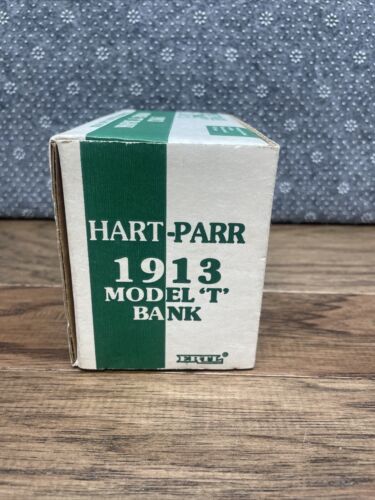 HART-PARR
1913
MODEL 'T'
BANK
ERTL®